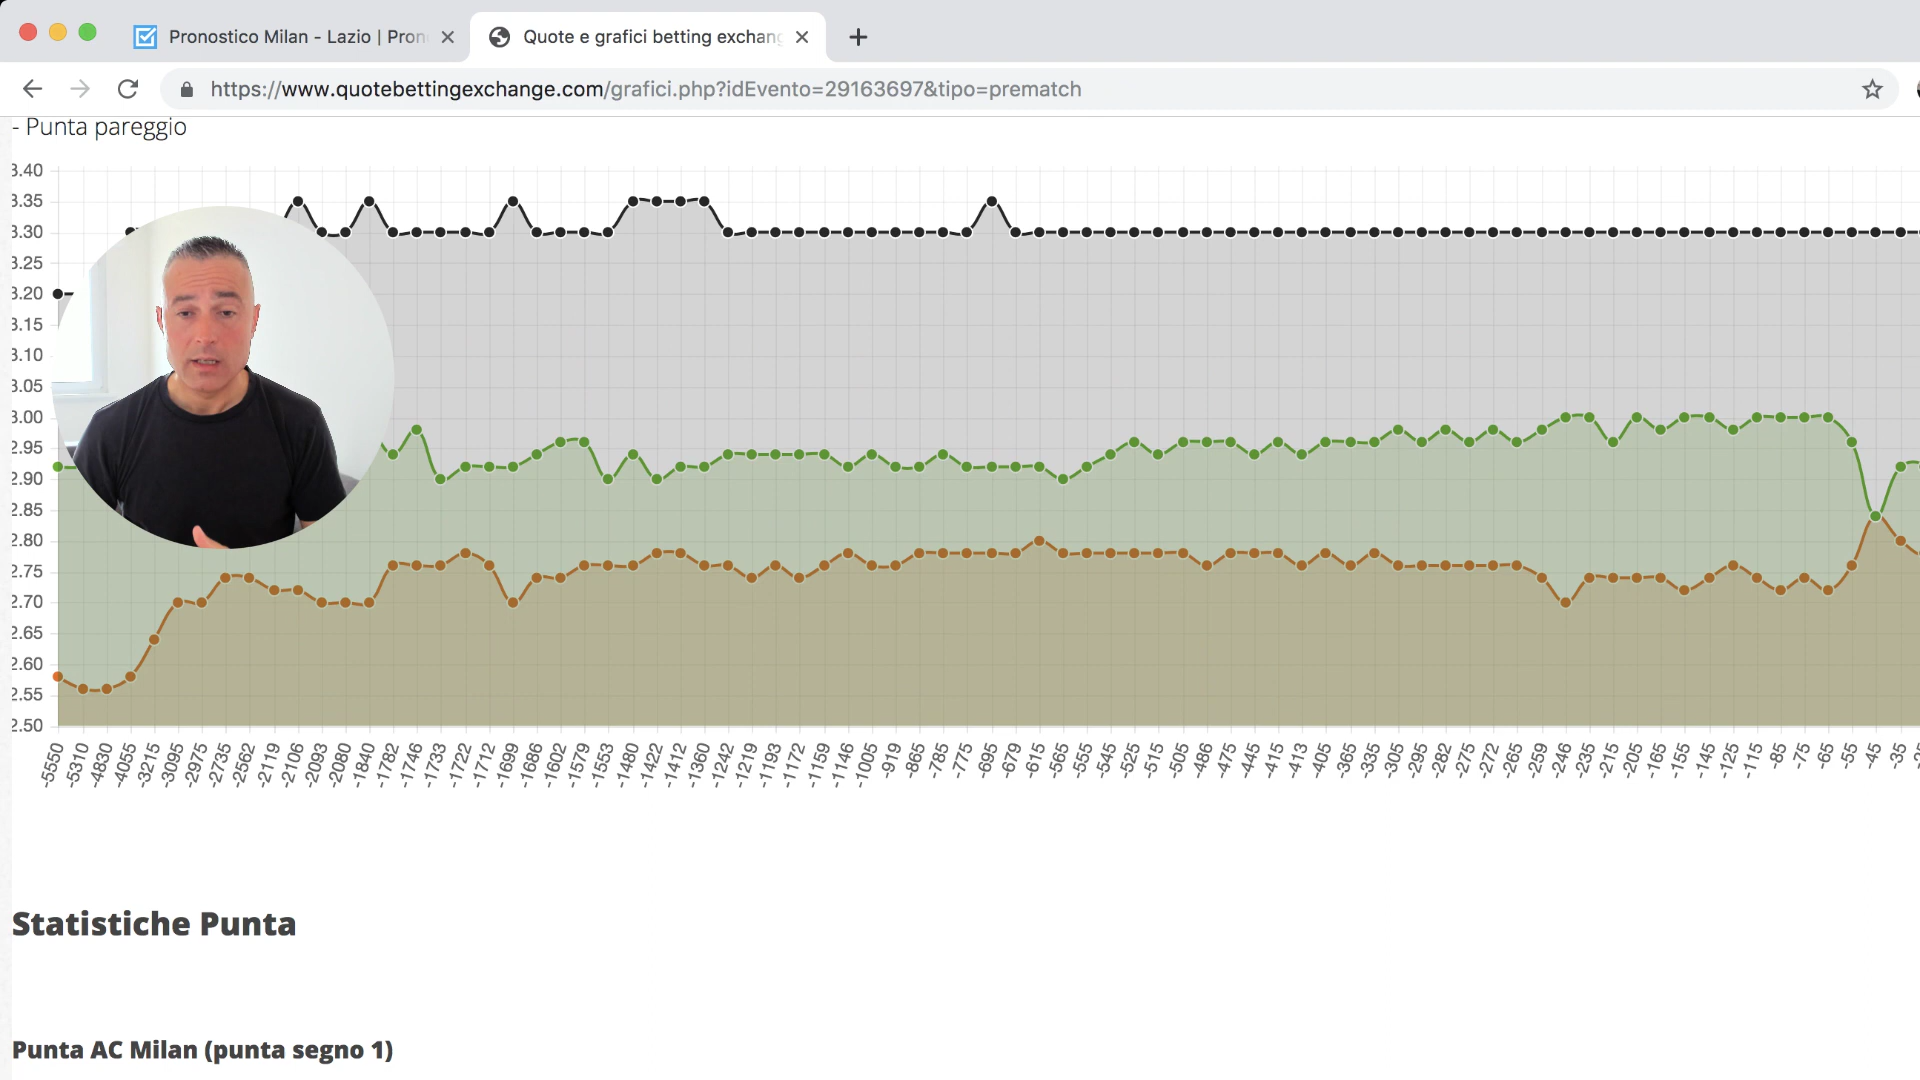 Pronostico Milan - Lazio | Pron
Quote e grafici betting exchang
https://www.quotebettingexchange.com/grafici.php?idEvento=29163697&tipo=prematch
- Punta pareggio
3.40
3.35
3.30
3.25
3.20
3.15
3.10
3.05
3.00
2.95
2.90
2.85
2.80
2.75
2.70
2.65
2.60
2.55
2.50
-5550 -5310 -4830 -4055 -3215 -3095 -2975 -2735 -2562 -2119 -2106 -2093 -2080 -1840 -1782 -1746 -1733 -1722 -1712 -1699 -1686 -1602 -1579 -1553 -1480 -1422 -1412 -1360 -1242 -1219 -1193 -1172 -1159 -1146 -1005 -919 -865 -785 -775 -695 -679 -615 -565 -555 -545 -525 -515 -505 -486 -475 -445 -415 -413 -405 -365 -335 -305 -295 -282 -275 -272 -265 -259 -246 -235 -215 -205 -165 -155 -145 -125 -115 -85 -75 -65 -55 -45 -35
Statistiche Punta
Punta AC Milan (punta segno 1)